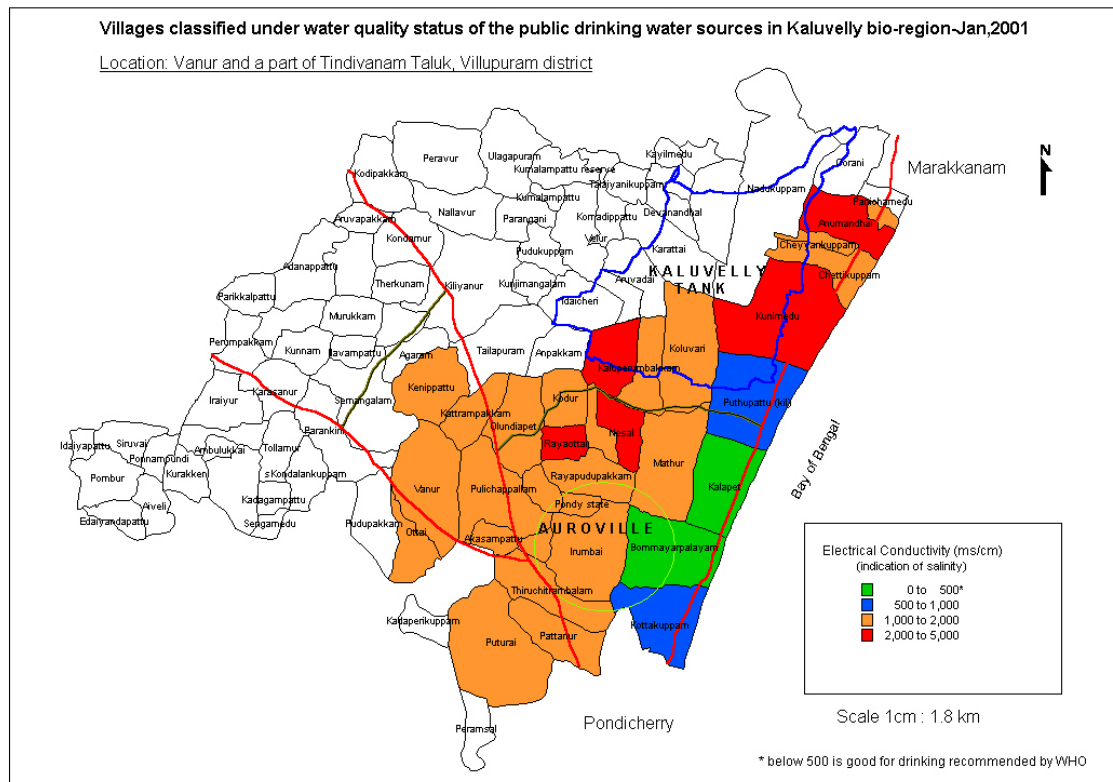 Villages classified under water quality status of the public drinking water sources in Kaluvelly bio-region-Jan,2001
Location: Vanur and a part of Tindivanam Taluk, Villupuram district
N
Marakkanam
Kodipakkam
Peravur
Ulagapuram
Kumalampattu reserve
Kayilmedu
Talaiyanikuppam
Oorani
Nadukuppam
Panichamedu
Aruvapakkam
Nallavur
Kumalampattu
Parangani
Komadippattu
Devanandhal
Anumandhai
Kondamur
Velur
Karattai
Cheyyankuppam
Adanappattu
Pudukuppam
KALUVELLY
TANK
Chettikuppam
Parikkalpattu
Therkunam
Kiliyanur
Kunjimangalam
Aruvadai
Idaicheri
Murukkam
Kunimedu
Perumpakkam
Kunnam
Ilavampattu
Agaram
Tailapuram
Anpakkam
Koluvari
Kaluperumbakkam
Iraiyur
Karasanur
Semangalam
Kenippattu
Kattrampakkam
Kodur
Puthupattu (kil)
Parankini
Olundiapet
Nesal
Rayaottai
Idaiyapattu
Siruvai
Ponnampundi
Ambulukkai
Tollamur
Bay of Bengal
Pombur
Kurakken
s
Kondalankuppam
Vanur
Pulichappallam
Rayapudupakkam
Mathur
Kalapet
Aiveli
Kadagampattu
Pondy state
Edaiyandapattu
Sengamedu
Pudupakkam
Ottai
Akasampattu
AUROVILLE
Irumbai
Bommayarpalayam
Thiruchitrambalam
Kadaperikuppam
Kottakuppam
Puturai
Pattanur
Peramsal
Pondicherry
Electrical Conductivity (ms/cm)
(indication of salinity)
0 to 500*
500 to 1,000
1,000 to 2,000
2,000 to 5,000
Scale 1cm : 1.8 km
* below 500 is good for drinking recommended by WHO